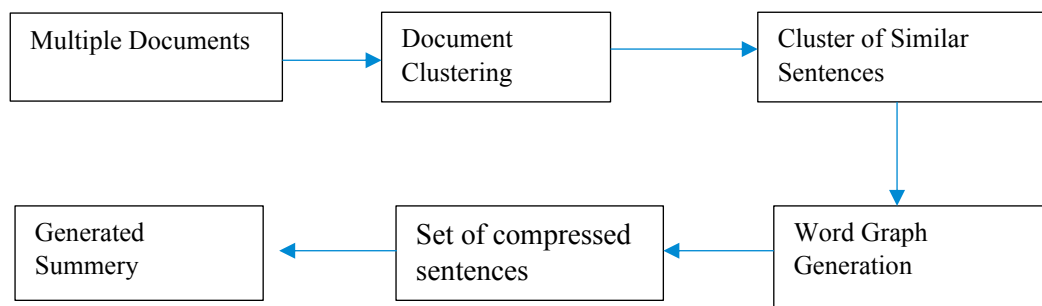 Multiple Documents
Document
Clustering
Cluster of Similar
Sentences
Word Graph
Generation
Set of compressed
sentences
Generated
Summery